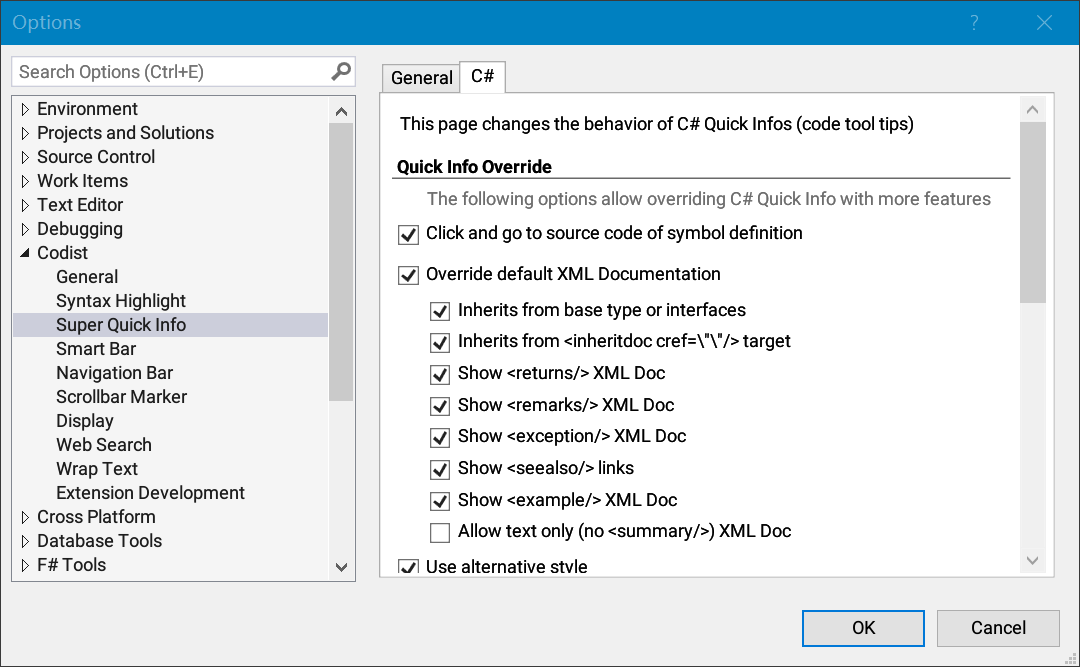 Options
?
Search Options (Ctrl+E)
Environment
Projects and Solutions
Source Control
Work Items
Text Editor
Debugging
Codist
General
Syntax Highlight
Super Quick Info
Smart Bar
Navigation Bar
Scrollbar Marker
Display
Web Search
Wrap Text
Extension Development
Cross Platform
Database Tools
F# Tools
General
C#
This page changes the behavior of C# Quick Infos (code tool tips)
Quick Info Override
The following options allow overriding C# Quick Info with more features
Click and go to source code of symbol definition
Override default XML Documentation
Inherits from base type or interfaces
Inherits from <inheritdoc cref=\"\"/> target
Show <returns/> XML Doc
Show <remarks/> XML Doc
Show <exception/> XML Doc
Show <seealso/> links
Show <example/> XML Doc
Allow text only (no <summary/>) XML Doc
Use alternative style
OK
Cancel